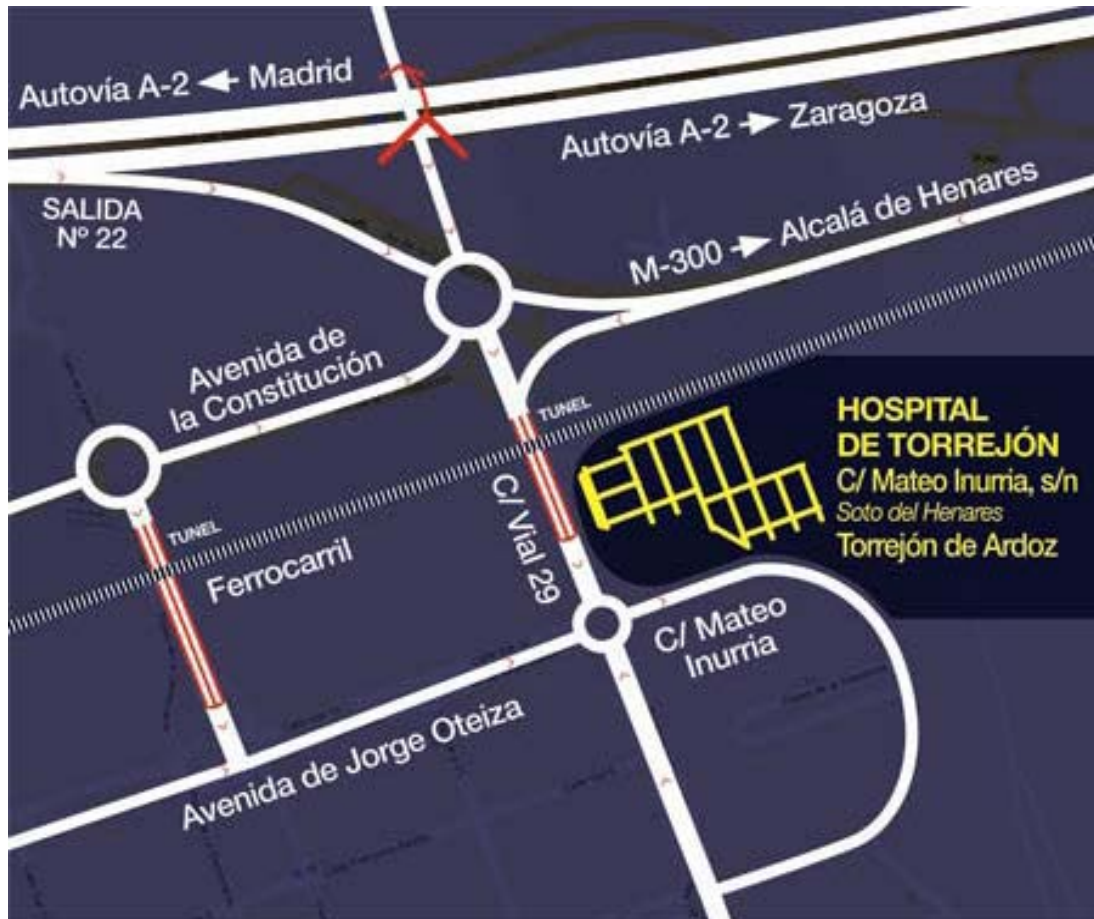 Autovía A-2 Madrid
Autovía A-2 Zaragoza
SALIDA
Nº 22
M-300 Alcalá de Henares
Avenida de
la Constitución
TUNEL
HOSPITAL
DE TORREJÓN
C/ Mateo Inurria, s/n
Soto del Henares
Torrejón de Ardoz
C/ Vial 29
TUNEL
Ferrocarril
C/ Mateo
Inurria
Avenida de Jorge Oteiza